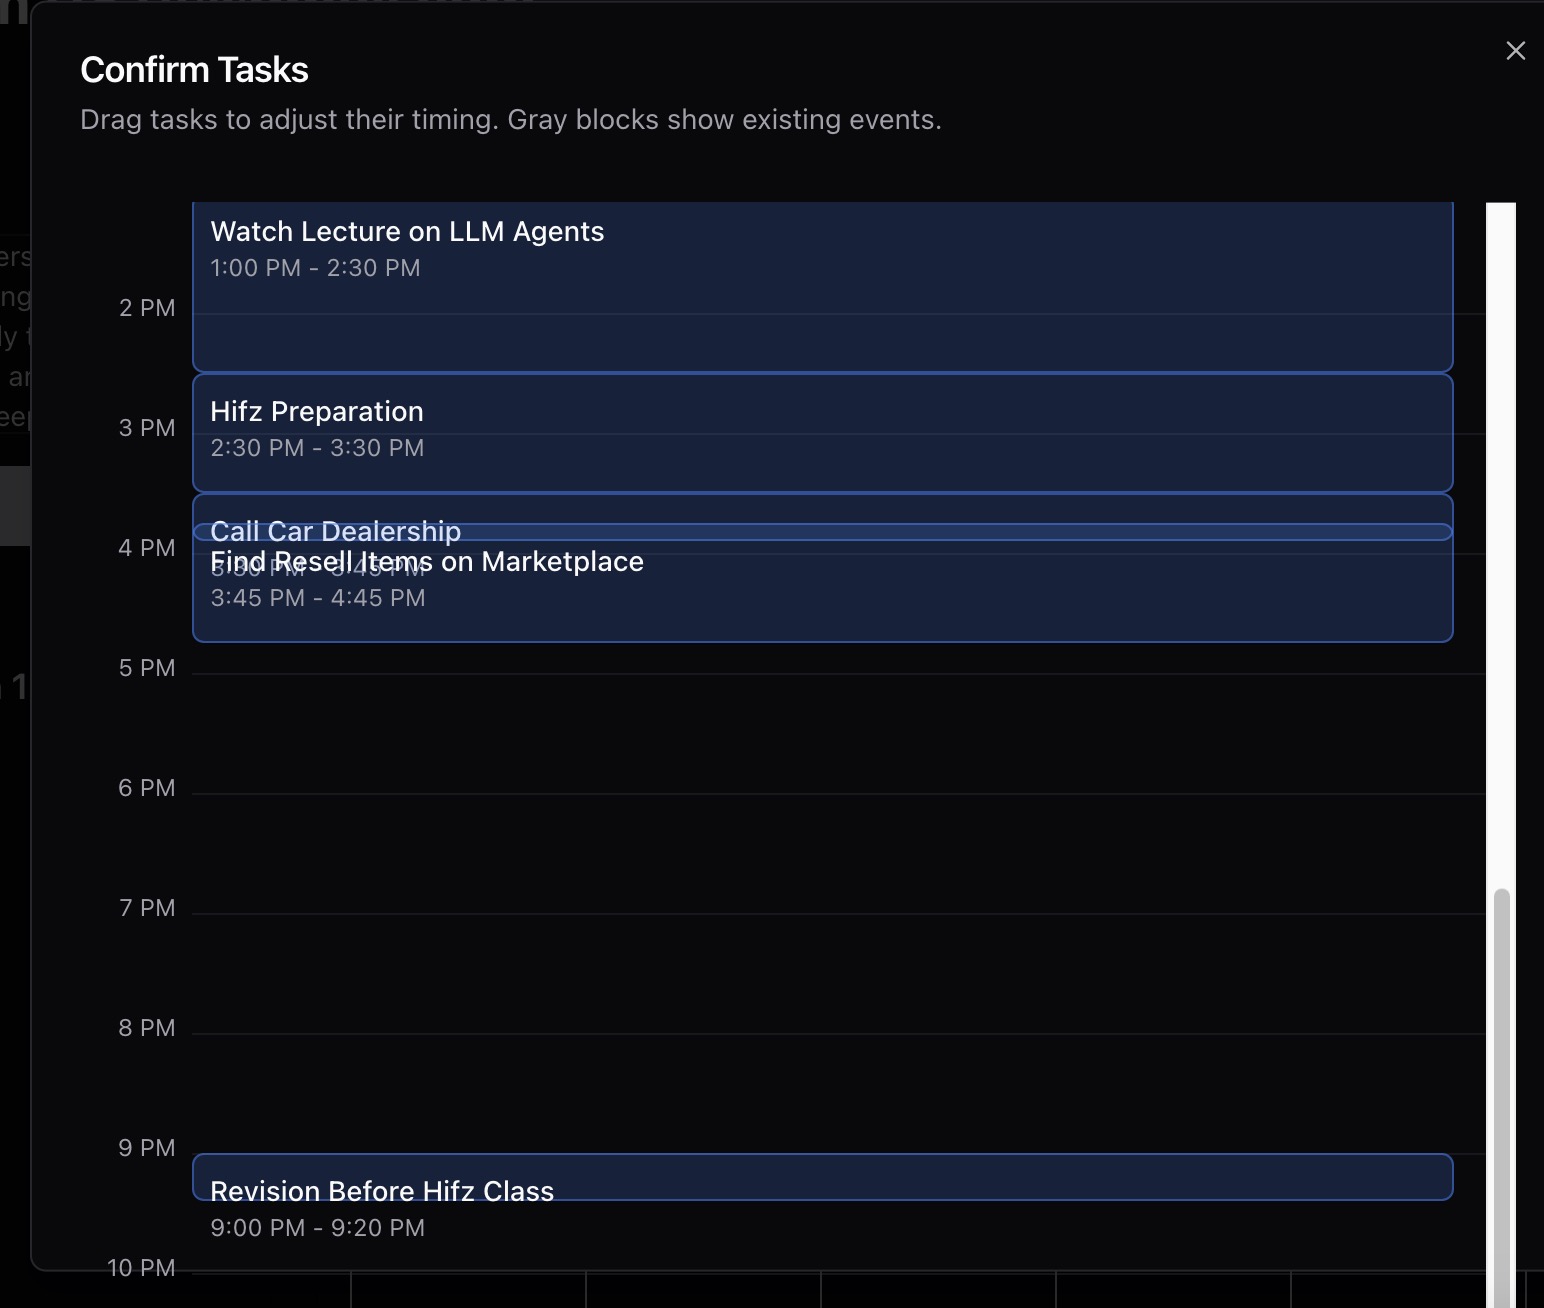 Confirm Tasks
Drag tasks to adjust their timing. Gray blocks show existing events.
Watch Lecture on LLM Agents
1:00 PM - 2:30 PM
2 PM
Hifz Preparation
3 PM
2:30 PM - 3:30 PM
Call Car Dealership
4 PM
Find Resell Items on Marketplace
3:30 PM - 3:45 PM
3:45 PM - 4:45 PM
5 PM
6 PM
7 PM
8 PM
9 PM
Revision Before Hifz Class
9:00 PM - 9:20 PM
10 PM